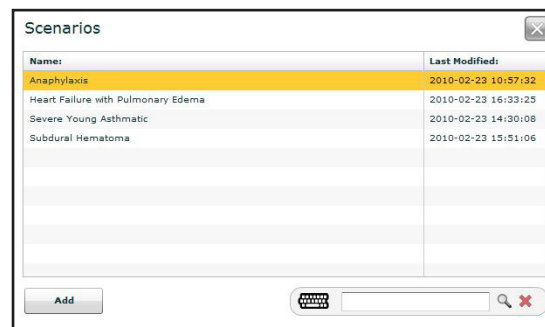 Scenarios
Name: Last Modified:
Anaphylaxis 2010-02-23 10:57:32
Heart Failure with Pulmonary Edema 2010-02-23 16:33:25
Severe Young Asthmatic 2010-02-23 14:30:08
Subdural Hematoma 2010-02-23 15:51:06
Add